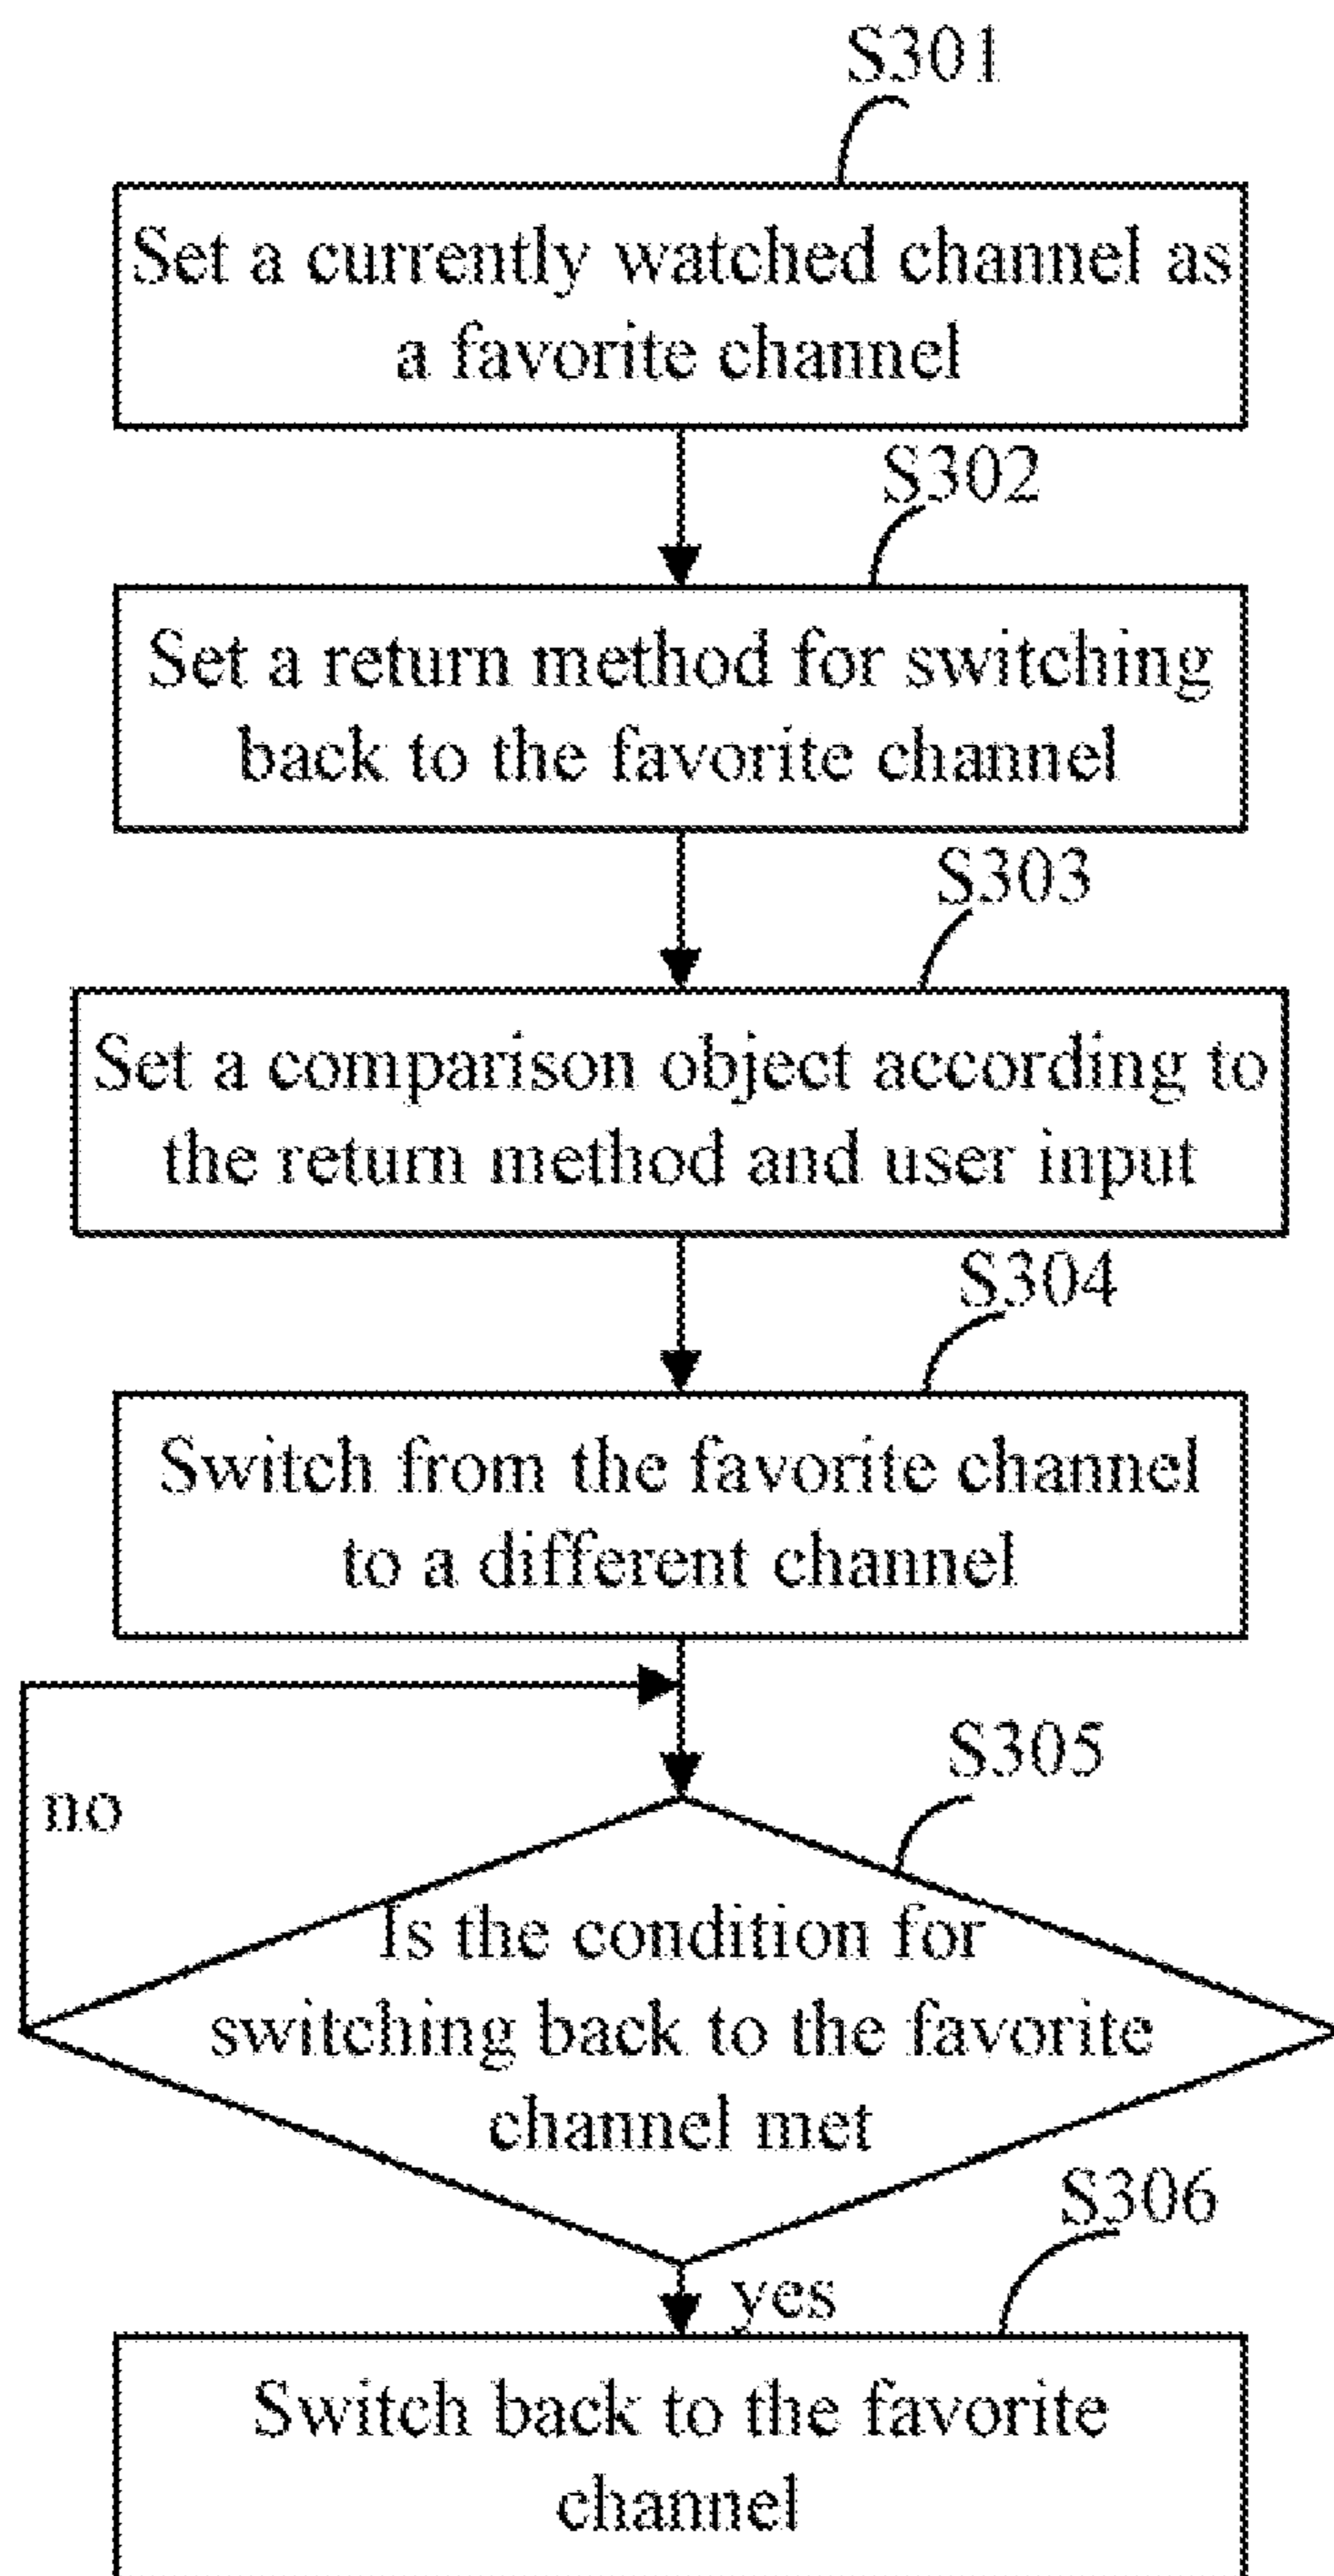 S301
Set a currently watched channel as
a favorite channel
S302
Set a return method for switching
back to the favorite channel
S303
Set a comparison object according to
the return method and user input
S304
Switch from the favorite channel
to a different channel
S305
no
Is the condition for
switching back to the favorite
channel met
S306
yes
Switch back to the favorite
channel